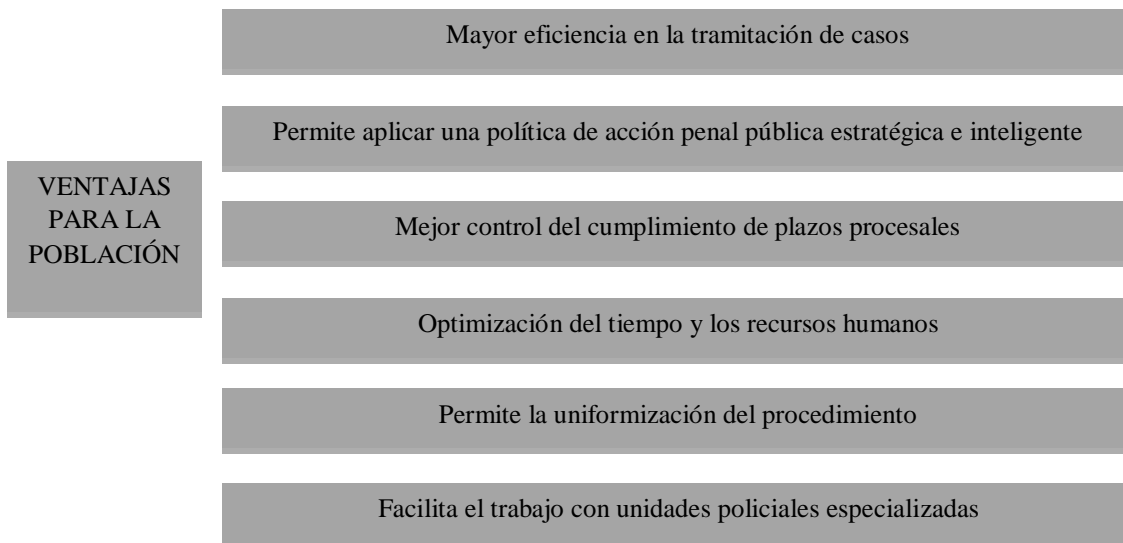 VENTAJAS
PARA LA
POBLACIÓN
Mayor eficiencia en la tramitación de casos
Permite aplicar una política de acción penal pública estratégica e inteligente
Mejor control del cumplimiento de plazos procesales
Optimización del tiempo y los recursos humanos
Permite la uniformización del procedimiento
Facilita el trabajo con unidades policiales especializadas